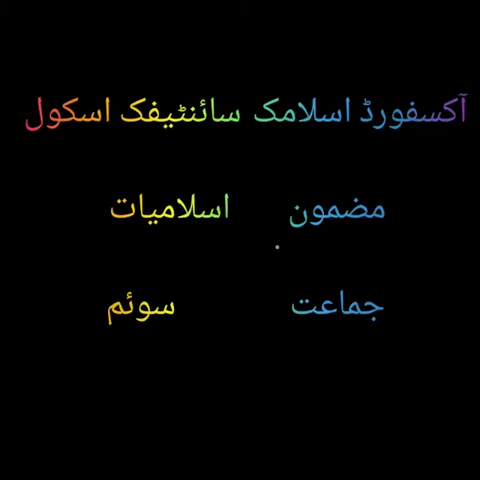 آکسفورڈ اسلامک سائنٹیفک اسکول
مضمون اسلامیات
جماعت سوئم